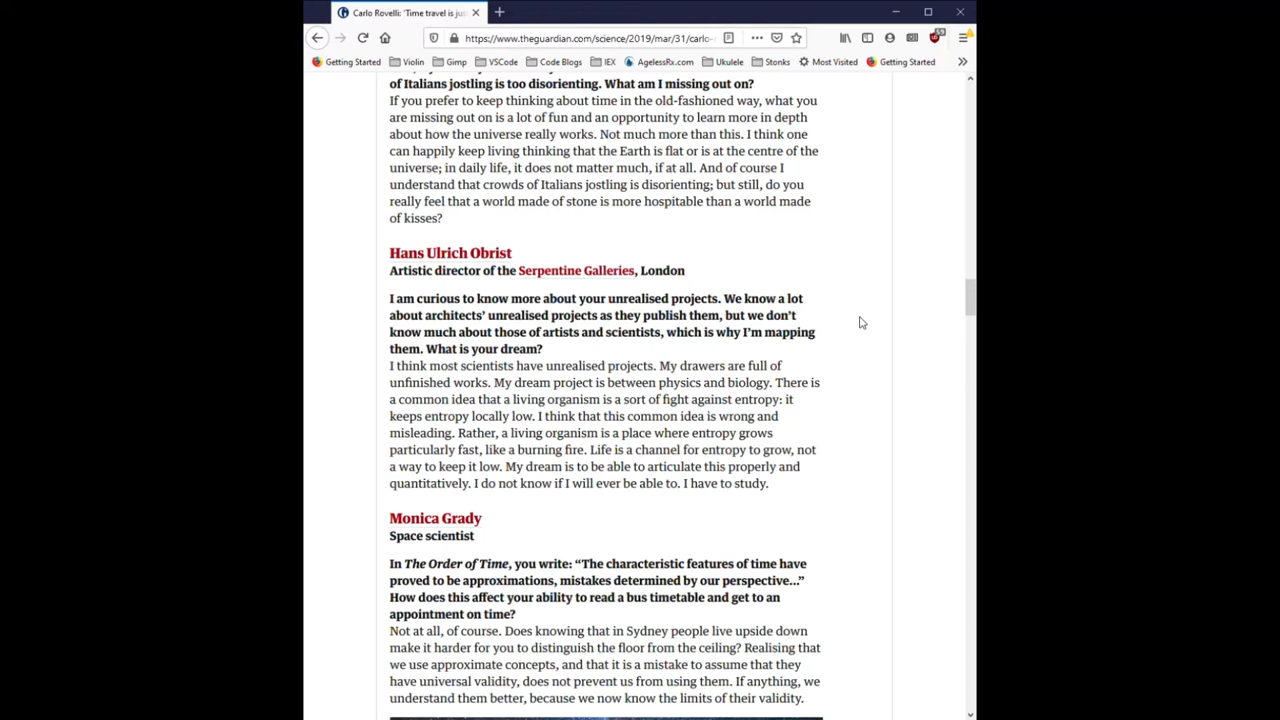 Carlo Rovelli: 'Time travel is jus
https://www.theguardian.com/science/2019/mar/31/carlo-
55
Getting Started Violin Gimp VSCode Code Blogs IEX AgelessRx.com Ukulele Stonks Most Visited Getting Started
of Italians jostling is too disorienting. What am I missing out on?
If you prefer to keep thinking about time in the old-fashioned way, what you
are missing out on is a lot of fun and an opportunity to learn more in depth
about how the universe really works. Not much more than this. I think one
can happily keep living thinking that the Earth is flat or is at the centre of the
universe; in daily life, it does not matter much, if at all. And of course I
understand that crowds of Italians jostling is disorienting; but still, do you
really feel that a world made of stone is more hospitable than a world made
of kisses?
Hans Ulrich Obrist
Artistic director of the Serpentine Galleries, London
I am curious to know more about your unrealised projects. We know a lot
about architects’ unrealised projects as they publish them, but we don’t
know much about those of artists and scientists, which is why I’m mapping
them. What is your dream?
I think most scientists have unrealised projects. My drawers are full of
unfinished works. My dream project is between physics and biology. There is
a common idea that a living organism is a sort of fight against entropy: it
keeps entropy locally low. I think that this common idea is wrong and
misleading. Rather, a living organism is a place where entropy grows
particularly fast, like a burning fire. Life is a channel for entropy to grow, not
a way to keep it low. My dream is to be able to articulate this properly and
quantitatively. I do not know if I will ever be able to. I have to study.
Monica Grady
Space scientist
In The Order of Time, you write: “The characteristic features of time have
proved to be approximations, mistakes determined by our perspective…”
How does this affect your ability to read a bus timetable and get to an
appointment on time?
Not at all, of course. Does knowing that in Sydney people live upside down
make it harder for you to distinguish the floor from the ceiling? Realising that
we use approximate concepts, and that it is a mistake to assume that they
have universal validity, does not prevent us from using them. If anything, we
understand them better, because we now know the limits of their validity.